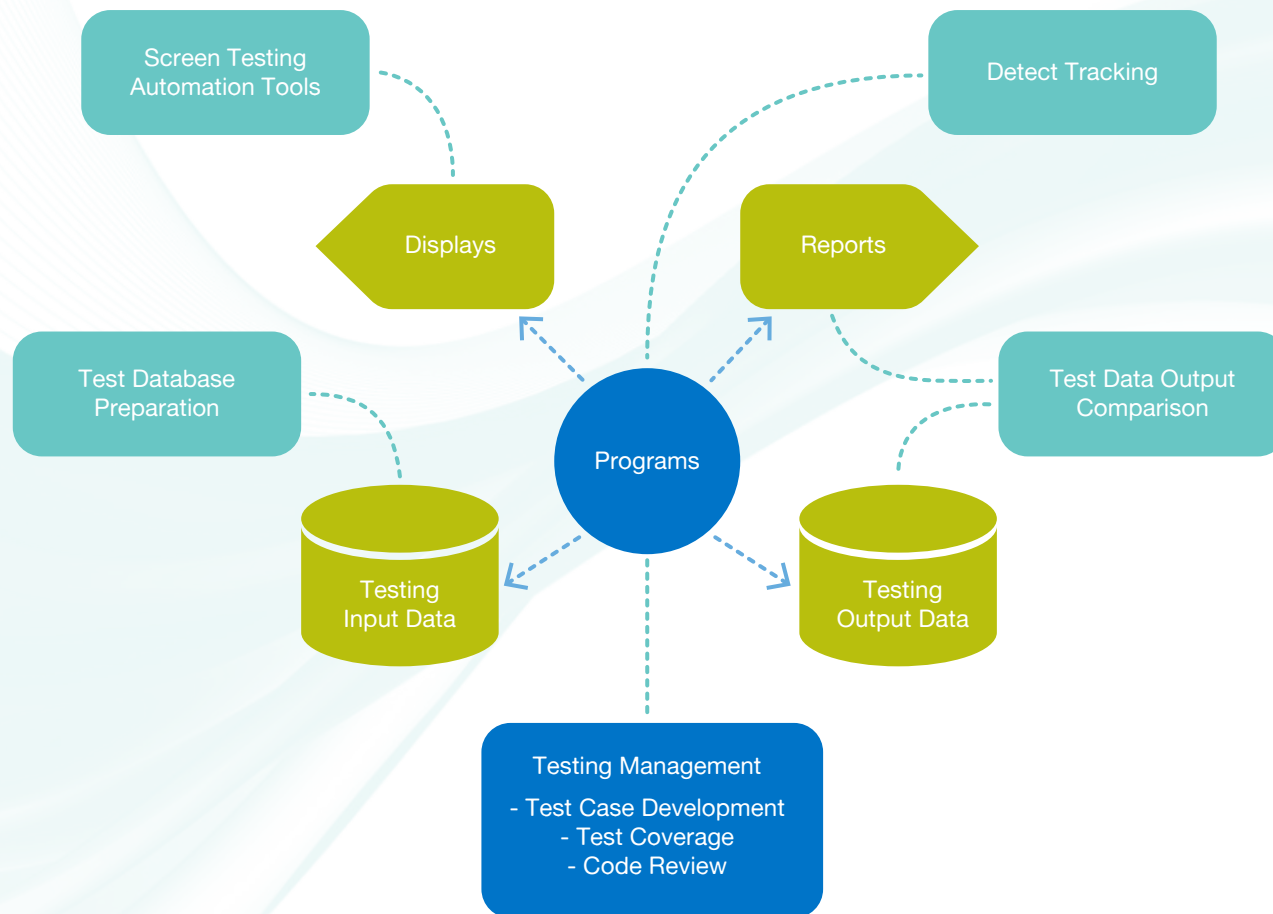 Screen Testing
Automation Tools
Detect Tracking
Displays
Reports
Test Database
Preparation
Test Data Output
Comparison
Programs
Testing
Input Data
Testing
Output Data
Testing Management
- Test Case Development
- Test Coverage
- Code Review